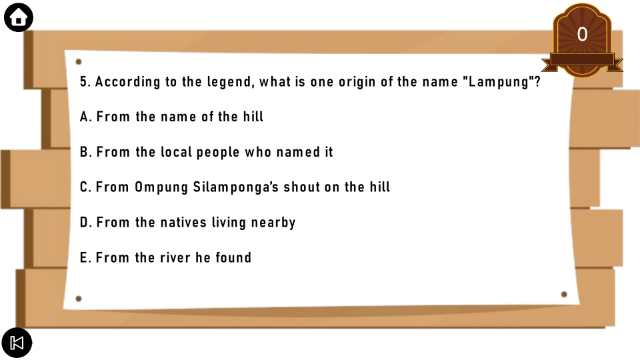 0
5. According to the legend, what is one origin of the name "Lampung"?
A. From the name of the hill
B. From the local people who named it
C. From Ompung Silamponga's shout on the hill
D. From the natives living nearby
E. From the river he found